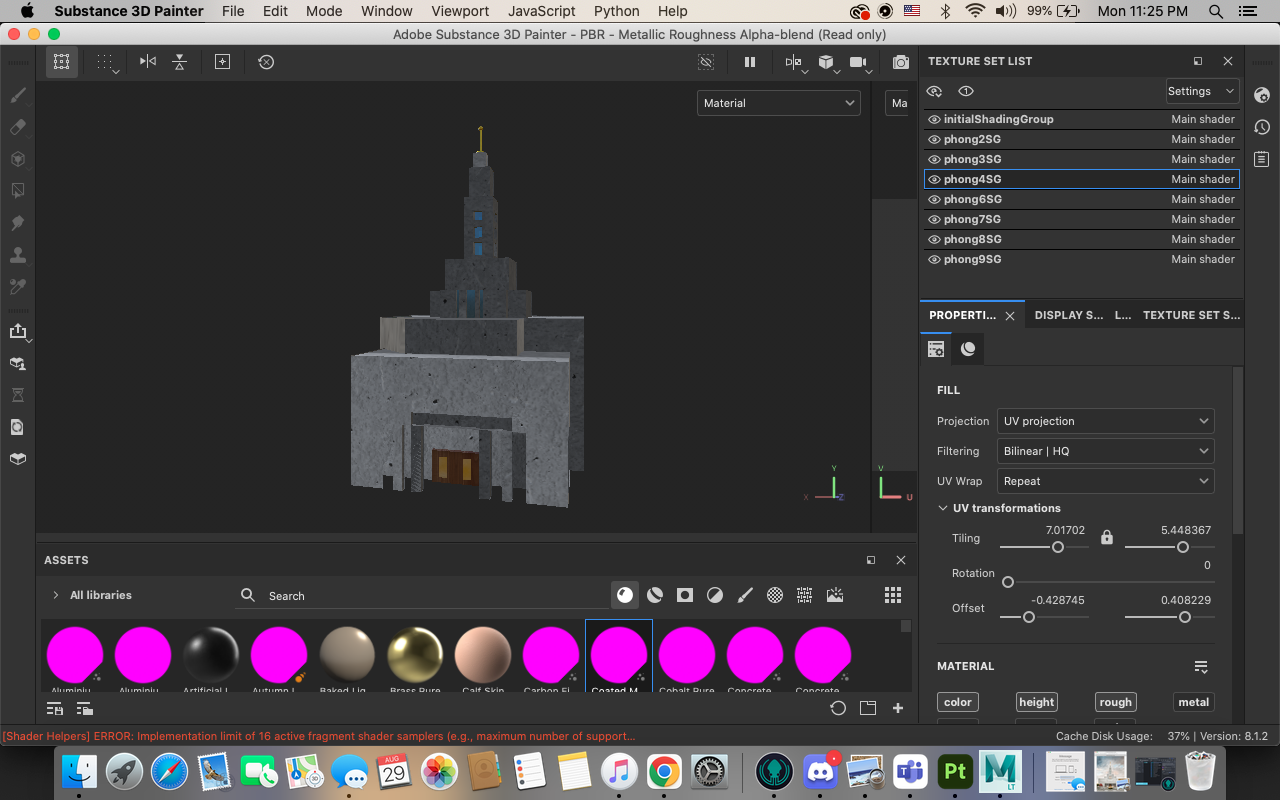 Substance 3D Painter File Edit Mode Window Viewport JavaScript Python Help 99% Mon 11:25 PM
Adobe Substance 3D Painter - PBR - Metallic Roughness Alpha-blend (Read only)
TEXTURE SET LIST
Settings
Material
Ma
initialShadingGroup Main shader
phong2SG Main shader
phong3SG Main shader
phong4SG Main shader
phong6SG Main shader
phong7SG Main shader
phong8SG Main shader
phong9SG Main shader
PROPERTI... DISPLAY S... L... TEXTURE SET S...
FILL
Projection UV projection
Filtering Bilinear | HQ
UV Wrap Repeat
UV transformations
Tiling 7.01702 5.448367
Rotation 0
Offset -0.428745 0.408229
MATERIAL
color height rough metal
Y
X Z
V
U
ASSETS
All libraries Search
Aluminiu... Aluminiu... Artificial L... Autumn L... Baked Lig... Brass Pure Calf Skin Carbon Fi... Coated M... Cobalt Pure Concrete ... Concrete ...
[Shader Helpers] ERROR: Implementation limit of 16 active fragment shader samplers (e.g., maximum number of support...
Cache Disk Usage: 37% | Version: 8.1.2
AUG
29
Pt
M
LT